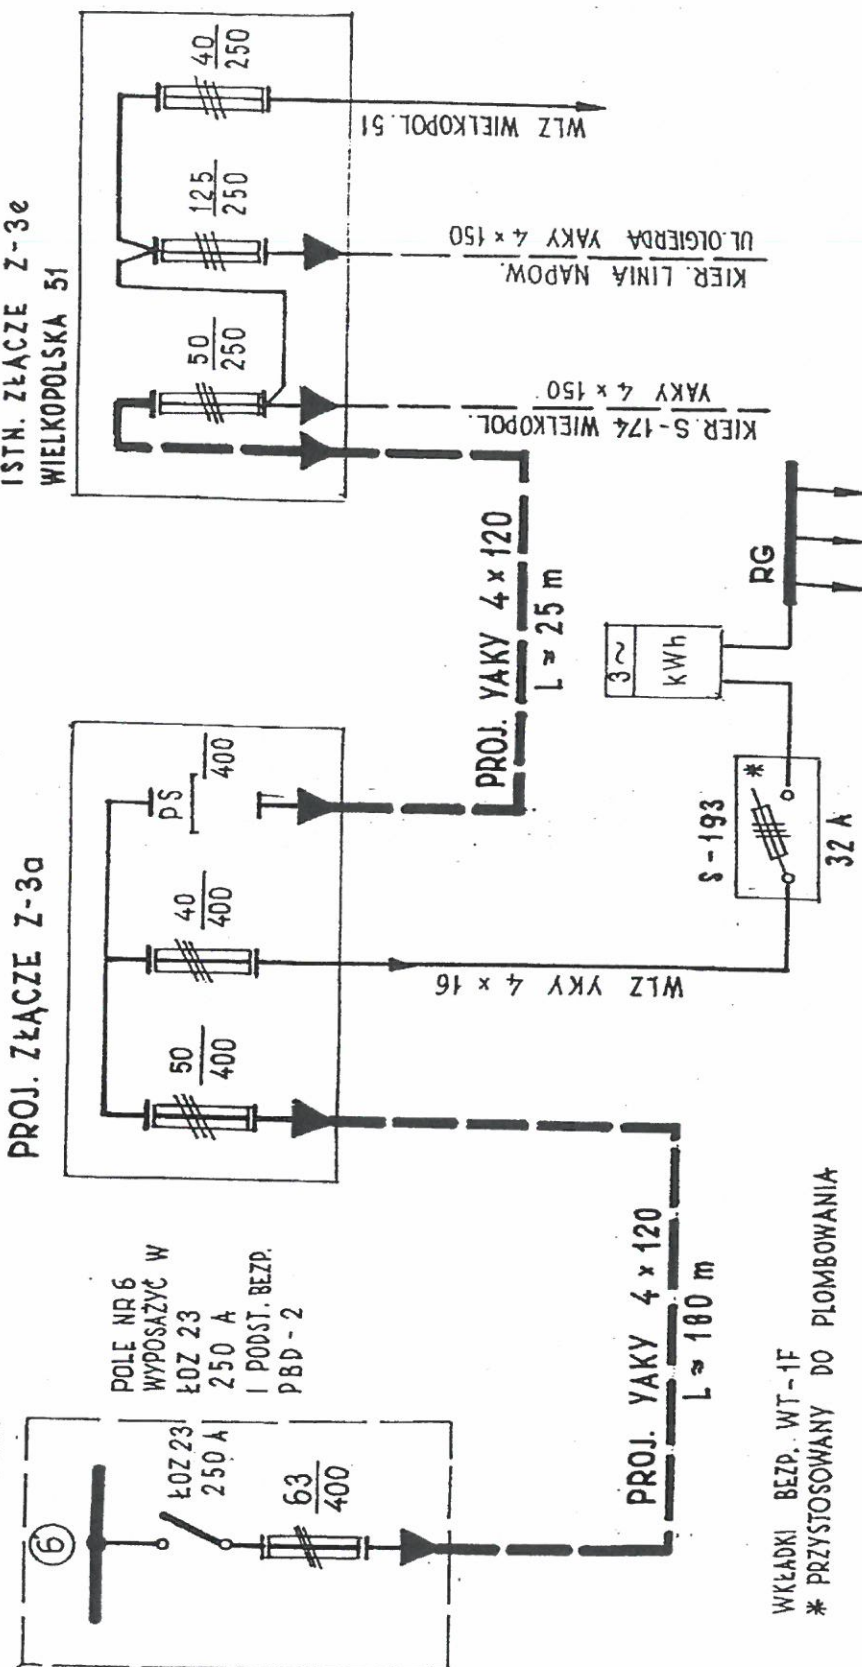 6
ŁOZ 23
250 A
63
400
POLE NR 6
WYPOSAŻYĆ W
ŁOZ 23
250 A
I PODST. BEZP.
PBD-2
PROJ. YAKY 4 x 120
L ≈ 180 m
PROJ. ZŁĄCZE Z-3a
50
400
40
400
PS
400
WLZ YKY 4 x 16
S-193
*
32 A
3~
kWh
RG
PROJ. YAKY 4 x 120
L ≈ 25 m
ISTN. ZŁĄCZE Z-3e
WIELKOPOLSKA 51
50
250
125
250
40
250
KIER. S-174 WIELKOPOL.
YAKY 4 x 150
KIER. LINIA NAPOW.
UL. OLGIERDA YAKY 4 x 150
WLZ WIELKOPOL. 51
WKŁADKI BEZP. WT-1F
* PRZYSTOSOWANY DO PLOMBOWANIA